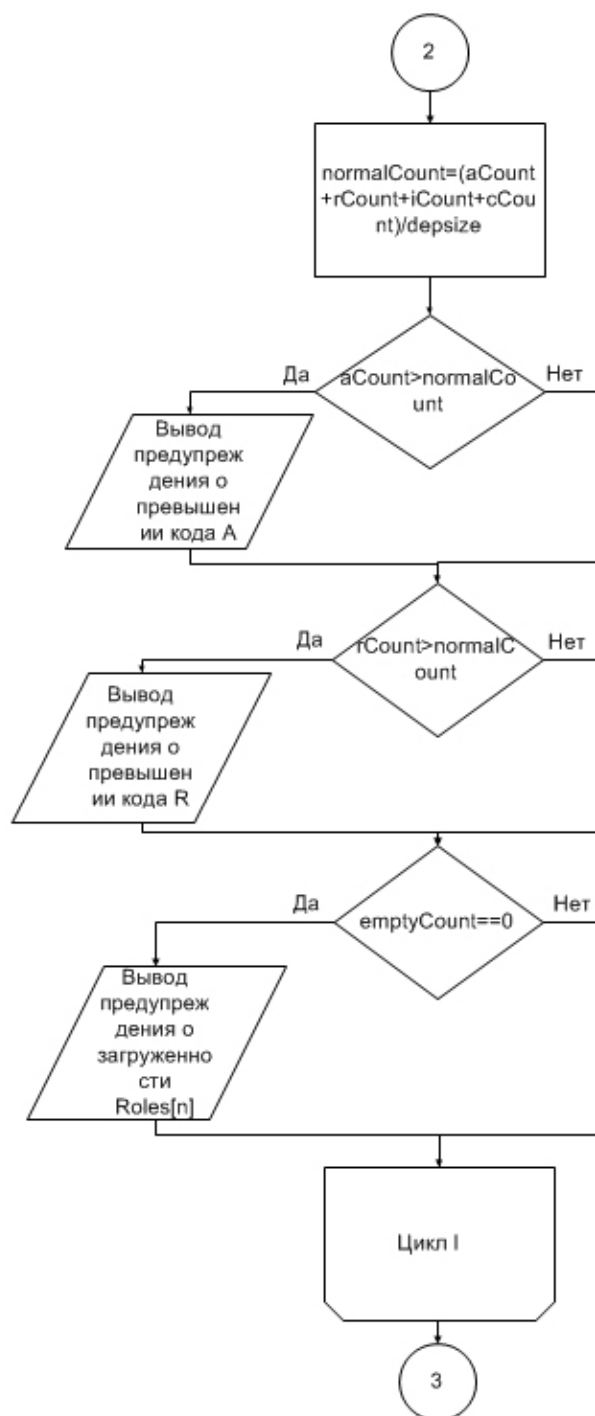 2
normalCount=(aCount
+rCount+iCount+cCou
nt)/depsize
Да
aCount>normalCo
unt
Нет
Вывод
предупреж
дения о
превышен
ии кода A
Да
rCount>normalC
ount
Нет
Вывод
предупреж
дения о
превышен
ии кода R
Да
emptyCount==0
Нет
Вывод
предупреж
дения о
загруженно
сти
Roles[n]
Цикл I
3